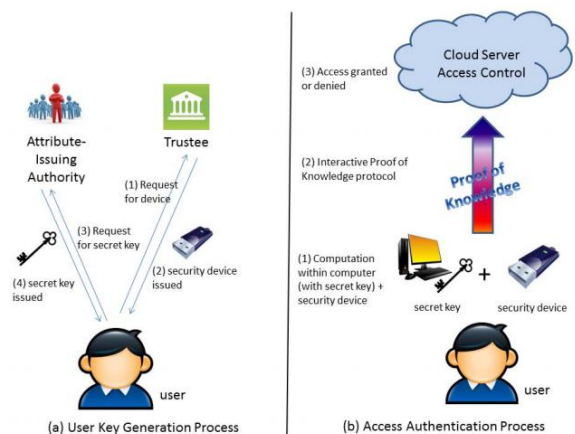 Attribute-
Issuing
Authority
Trustee
(1) Request
for device
(3) Request
for secret key
(2) security device
issued
(4) secret key
issued
user
(a) User Key Generation Process
Cloud Server
Access Control
(3) Access granted
or denied
(2) Interactive Proof of
Knowledge protocol
Proof of
Knowledge
(1) Computation
within computer
(with secret key) +
security device
+
secret key
security device
user
(b) Access Authentication Process